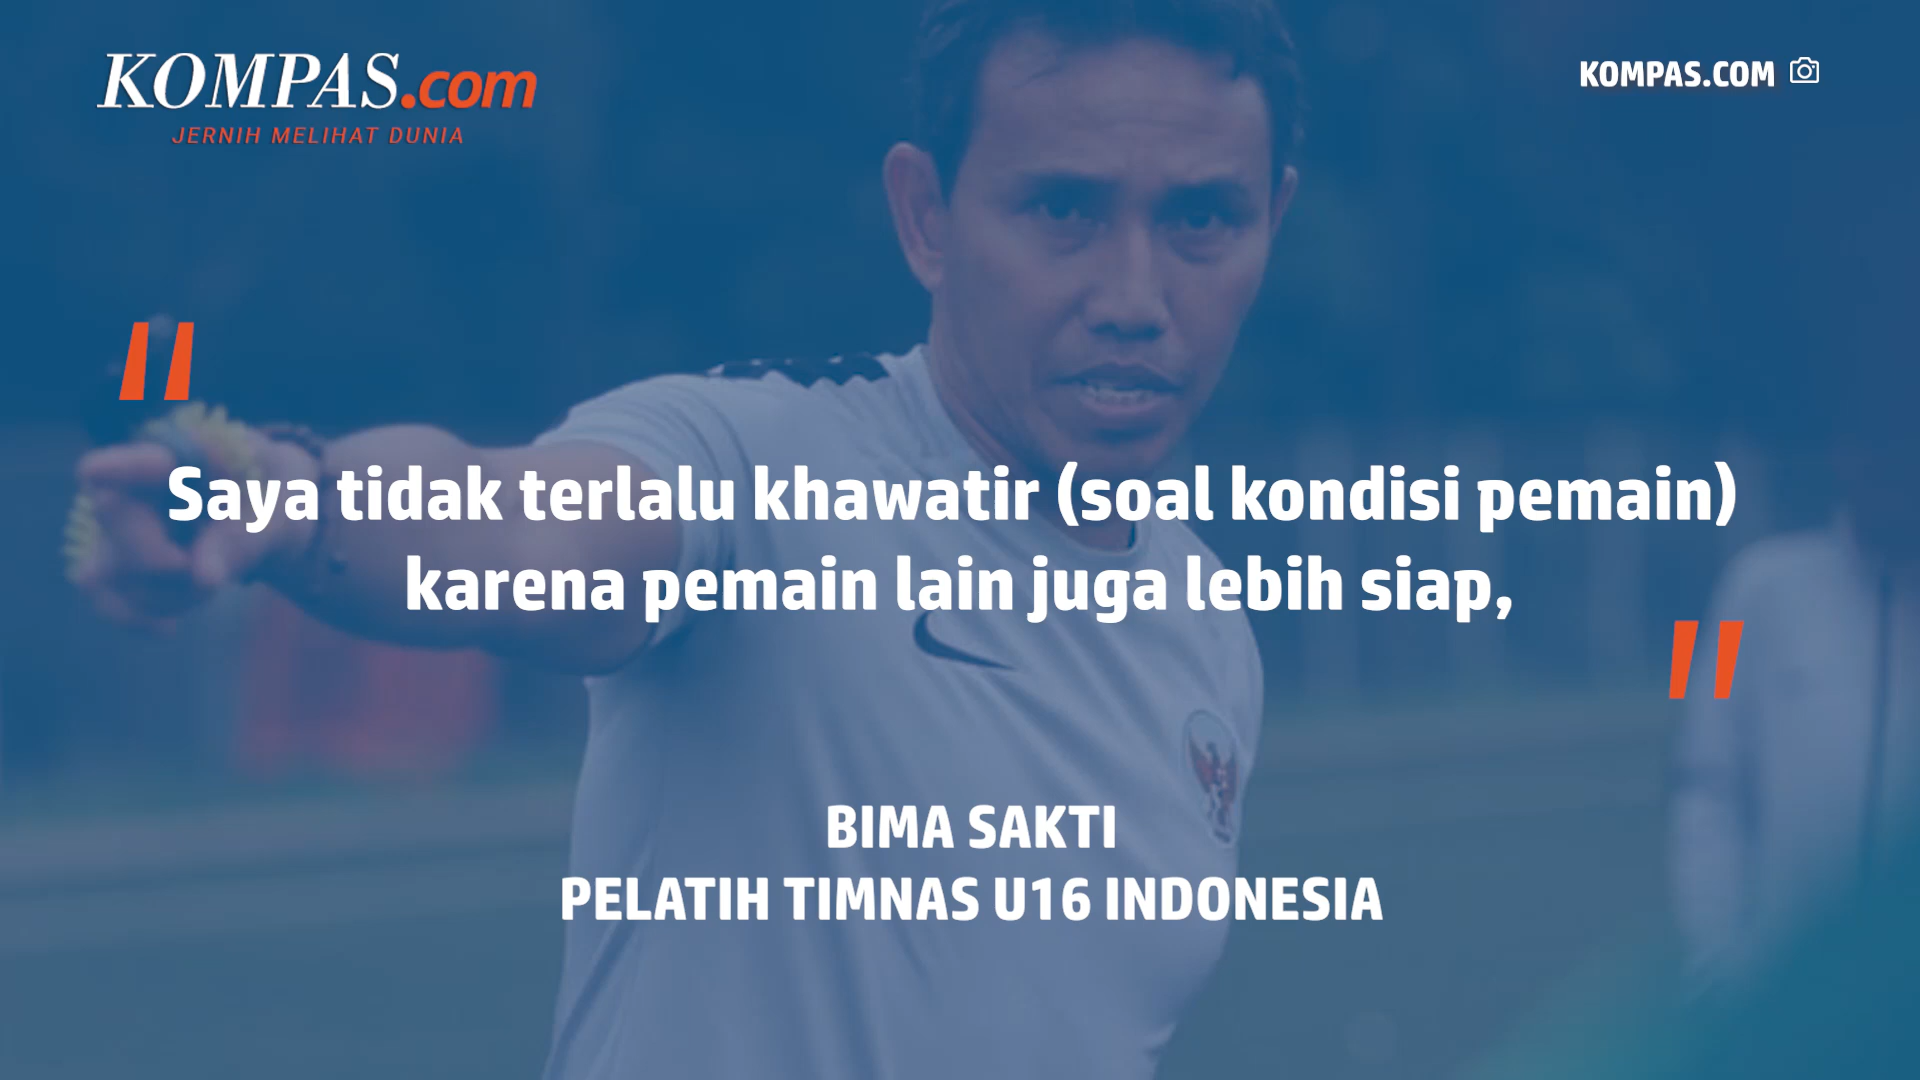 KOMPAS.com
JERNIH MELIHAT DUNIA
KOMPAS.COM
"
Saya tidak terlalu khawatir (soal kondisi pemain)
karena pemain lain juga lebih siap,
"
BIMA SAKTI
PELATIH TIMNAS U16 INDONESIA